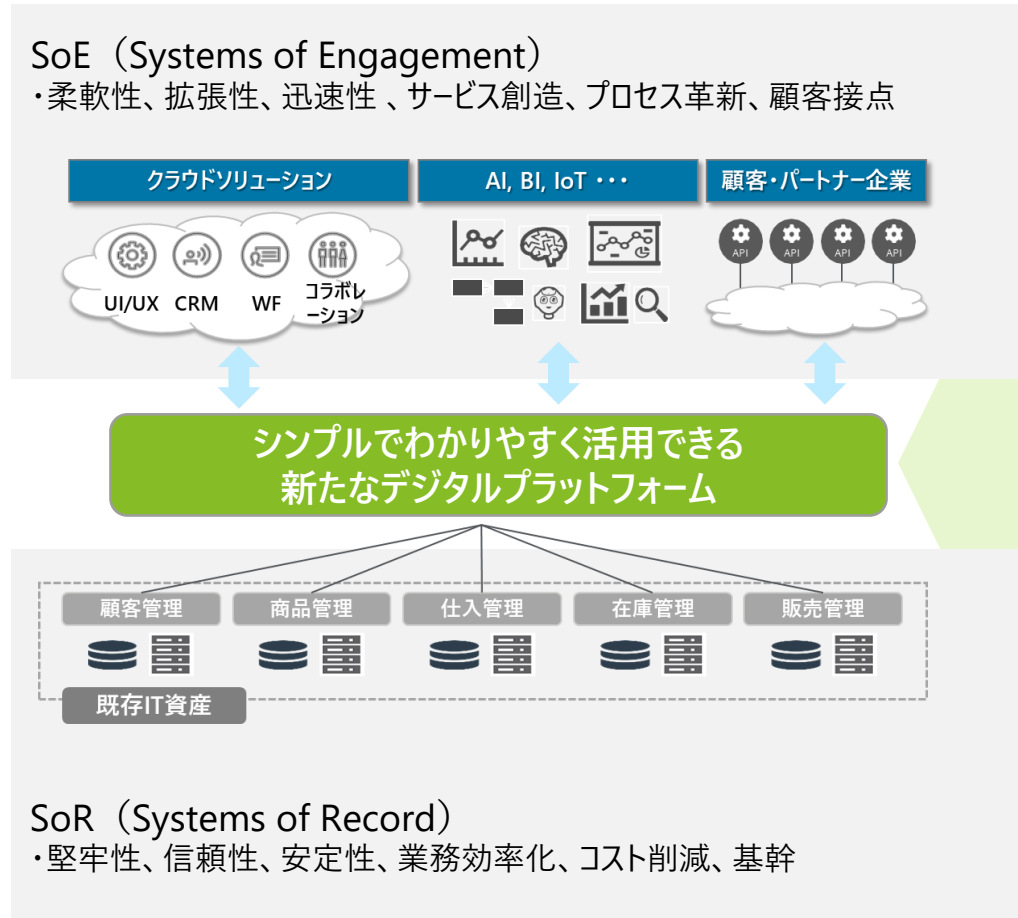 SoE（Systems of Engagement）
・柔軟性、拡張性、迅速性 、サービス創造、プロセス革新、顧客接点
クラウドソリューション
AI, BI, IoT ・・・
顧客・パートナー企業
UI/UX
CRM
WF
コラボレ
ーション
API
API
API
API
シンプルでわかりやすく活用できる
新たなデジタルプラットフォーム
顧客管理
商品管理
仕入管理
在庫管理
販売管理
既存IT資産
SoR（Systems of Record）
・堅牢性、信頼性、安定性、業務効率化、コスト削減、基幹